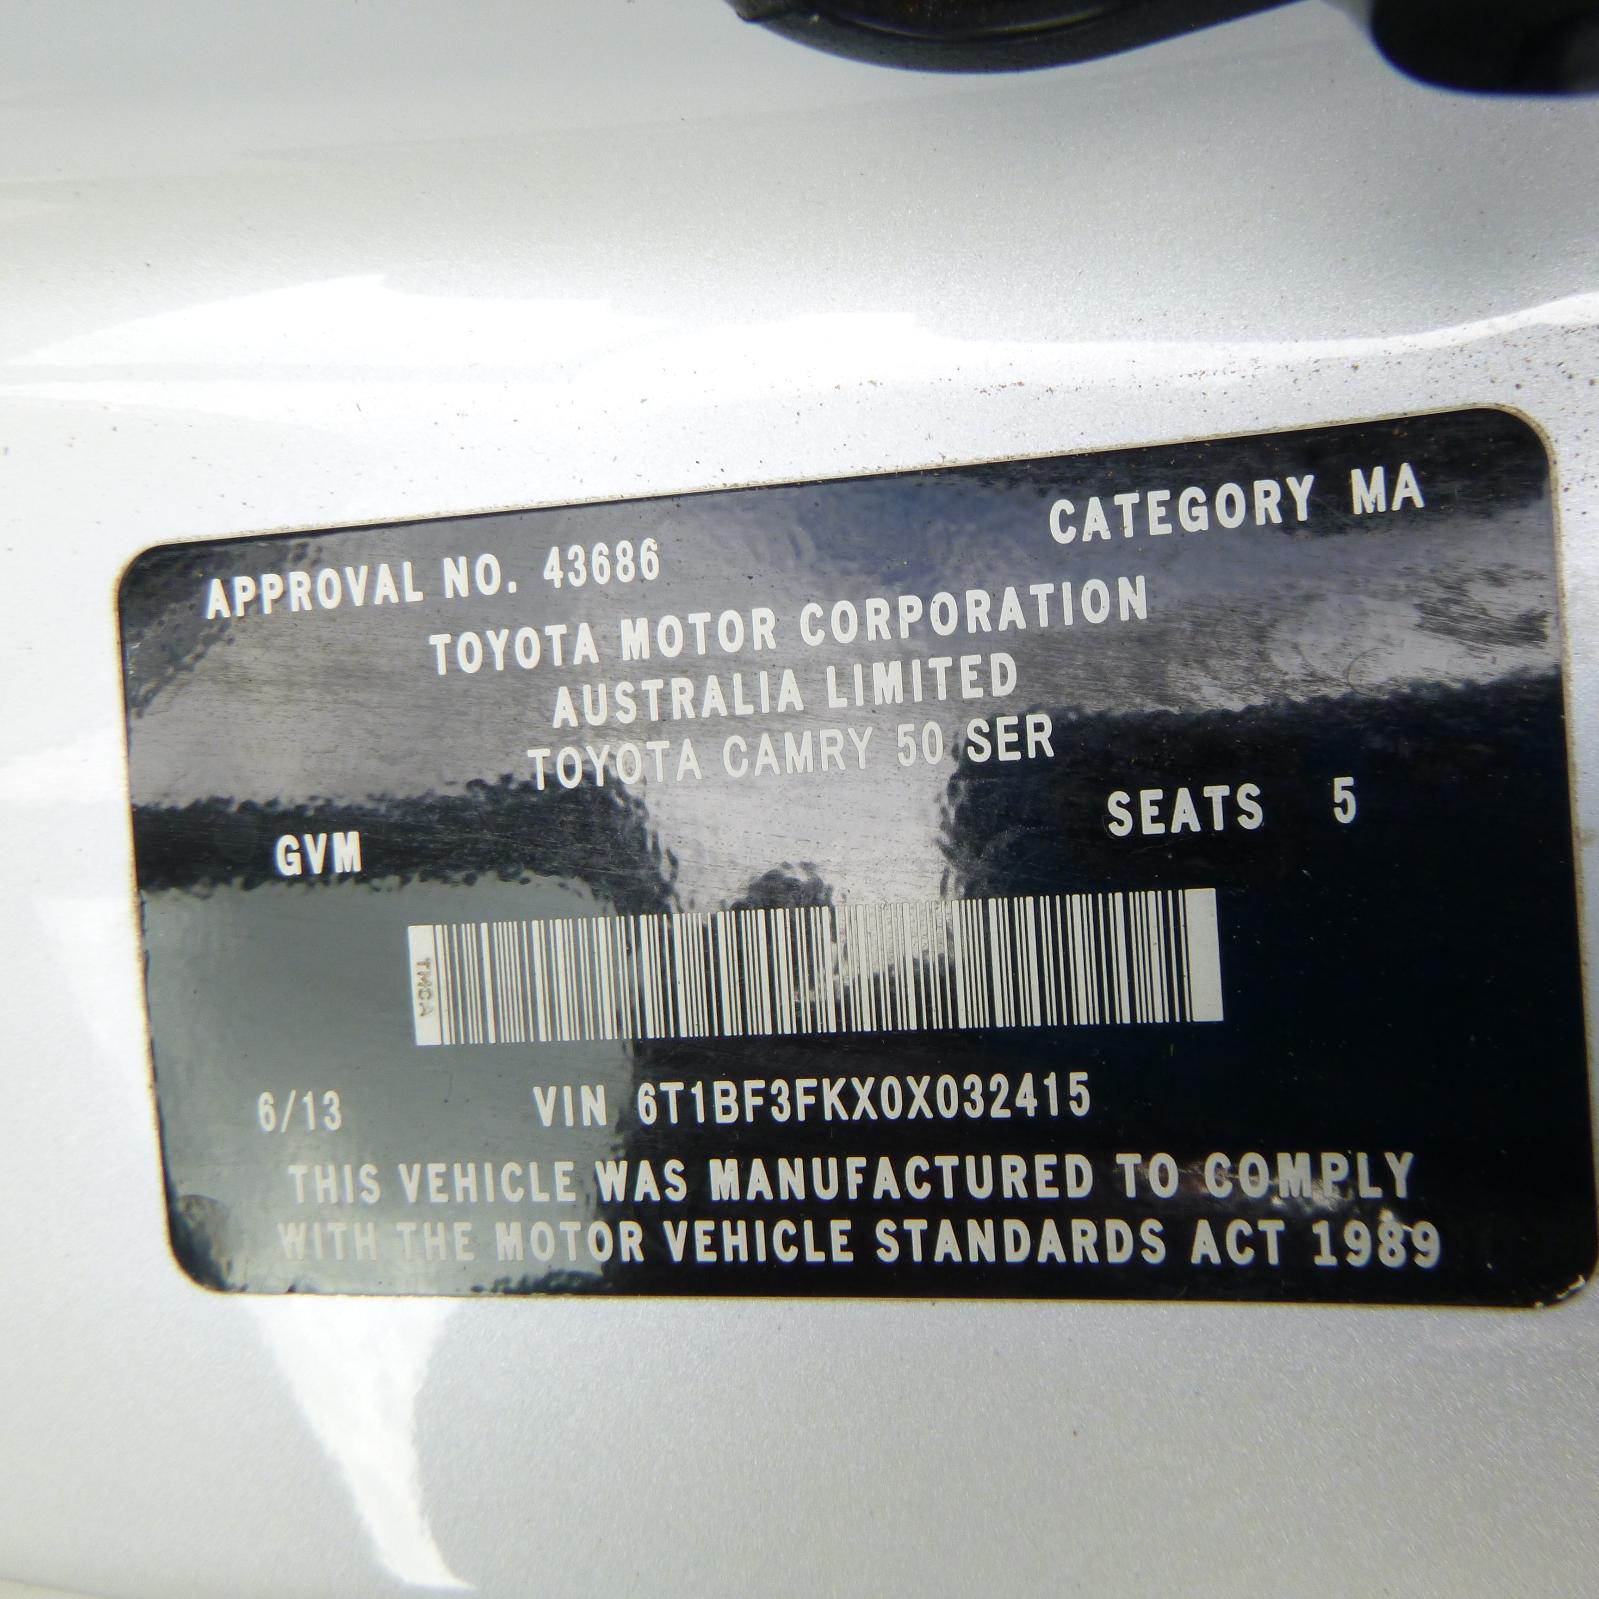 APPROVAL NO. 43686 CATEGORY MA
TOYOTA MOTOR CORPORATION
AUSTRALIA LIMITED
TOYOTA CAMRY 50 SER
GVM SEATS 5
TMCA
6/13 VIN 6T1BF3FKX0X032415
THIS VEHICLE WAS MANUFACTURED TO COMPLY
WITH THE MOTOR VEHICLE STANDARDS ACT 1989